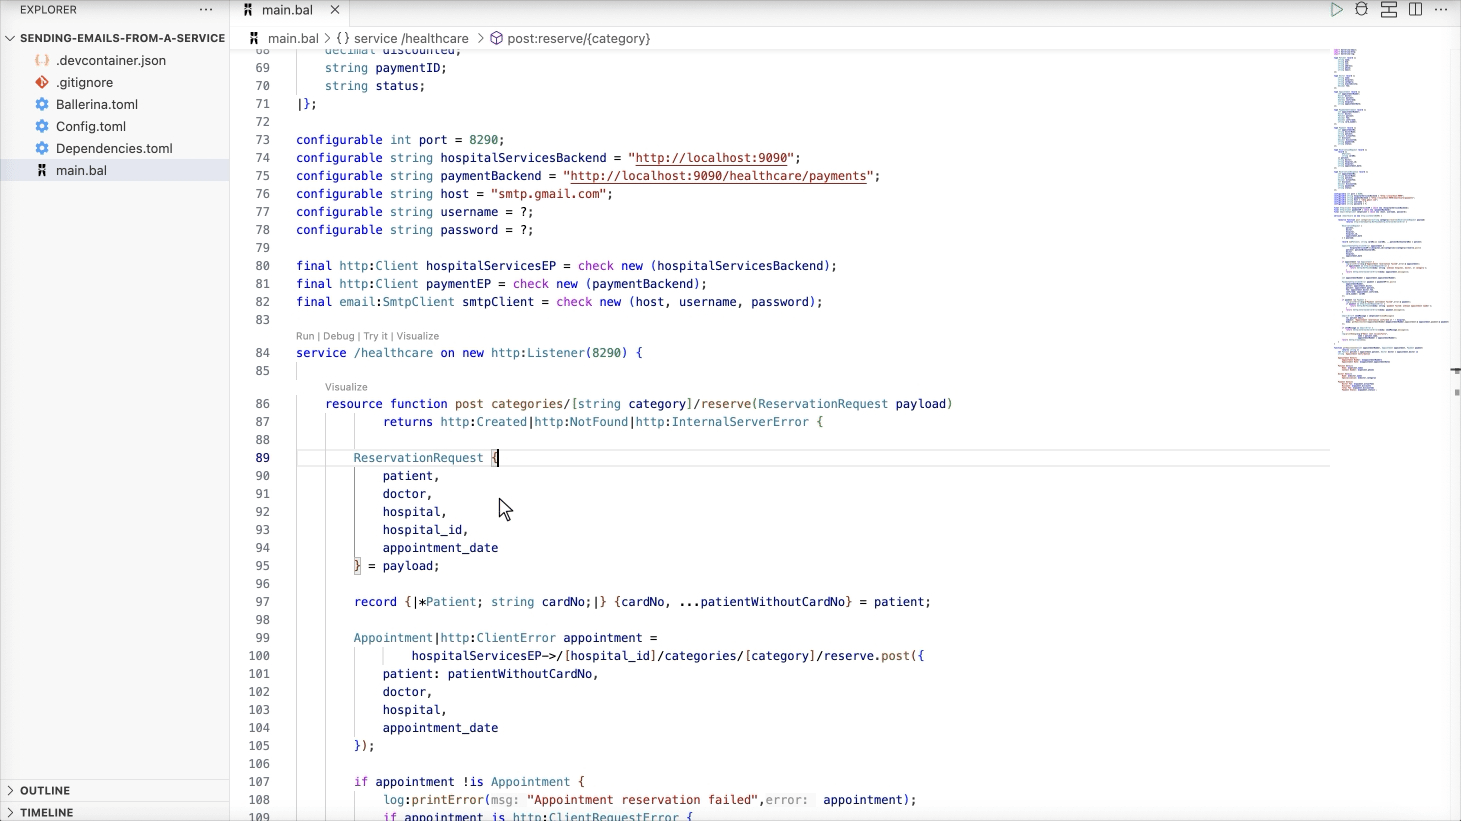 EXPLORER ···
main.bal ×
SENDING-EMAILS-FROM-A-SERVICE
.devcontainer.json
.gitignore
Ballerina.toml
Config.toml
Dependencies.toml
main.bal
OUTLINE
TIMELINE
main.bal > {} service /healthcare > post:reserve/{category}
68 decimal discounted;
69 string paymentID;
70 string status;
71 |};
72
73 configurable int port = 8290;
74 configurable string hospitalServicesBackend = "http://localhost:9090";
75 configurable string paymentBackend = "http://localhost:9090/healthcare/payments";
76 configurable string host = "smtp.gmail.com";
77 configurable string username = ?;
78 configurable string password = ?;
79
80 final http:Client hospitalServicesEP = check new (hospitalServicesBackend);
81 final http:Client paymentEP = check new (paymentBackend);
82 final email:SmtpClient smtpClient = check new (host, username, password);
83
Run | Debug | Try it | Visualize
84 service /healthcare on new http:Listener(8290) {
85
Visualize
86 resource function post categories/[string category]/reserve(ReservationRequest payload)
87 returns http:Created|http:NotFound|http:InternalServerError {
88
89 ReservationRequest {
90 patient,
91 doctor,
92 hospital,
93 hospital_id,
94 appointment_date
95 } = payload;
96
97 record {|*Patient; string cardNo;|} {cardNo, ...patientWithoutCardNo} = patient;
98
99 Appointment|http:ClientError appointment =
100 hospitalServicesEP->/[hospital_id]/categories/[category]/reserve.post({
101 patient: patientWithoutCardNo,
102 doctor,
103 hospital,
104 appointment_date
105 });
106
107 if appointment !is Appointment {
108 log:printError(msg: "Appointment reservation failed",error: appointment);
109 if appointment is http:ClientRequestError {